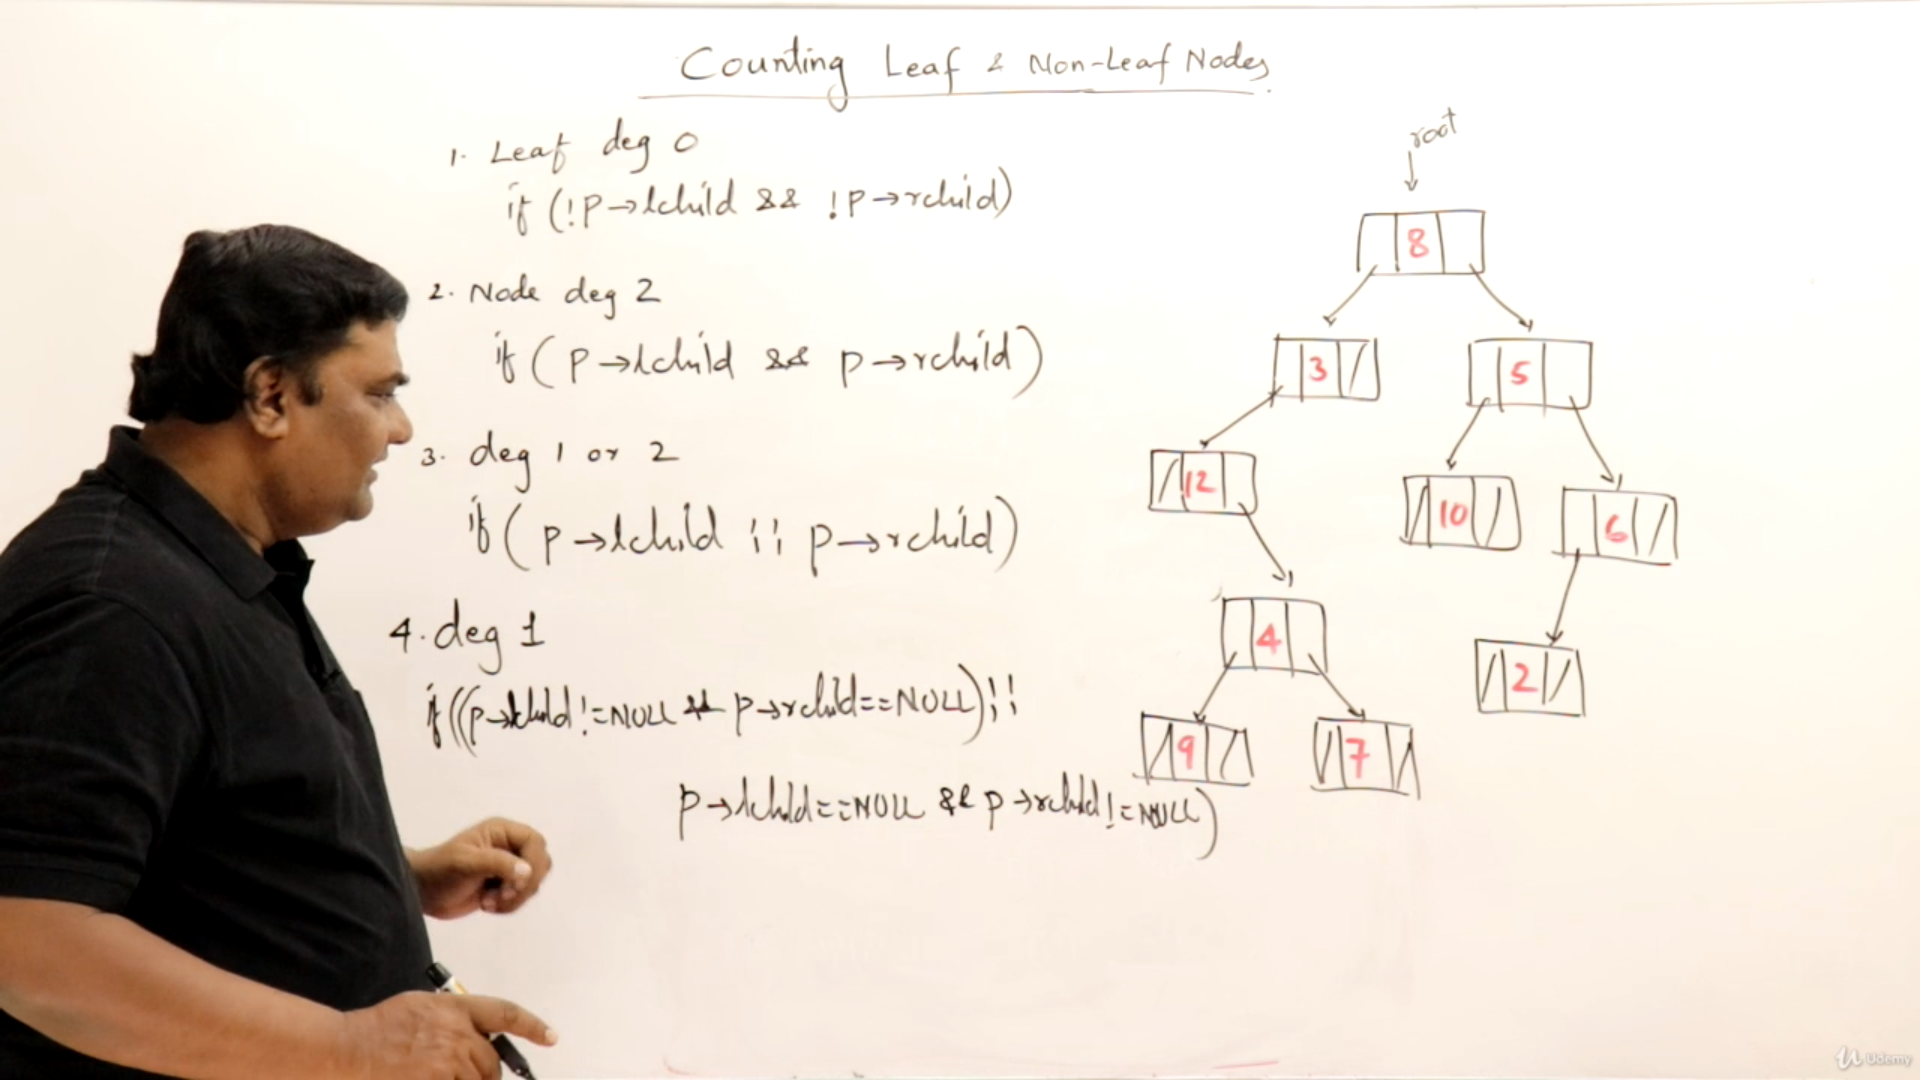 Counting Leaf & Non-Leaf Nodes
1. Leaf deg 0
if (!p→lchild && !p→rchild)
2. Node deg 2
if (p→lchild && p→rchild)
3. deg 1 or 2
if (p→lchild || p→rchild)
4. deg 1
if ((p→lchild!=NULL && p→rchild==NULL)||
p→lchild==NULL && p→rchild!=NULL)
root
8
3
5
12
10
6
4
2
9
7
Udemy